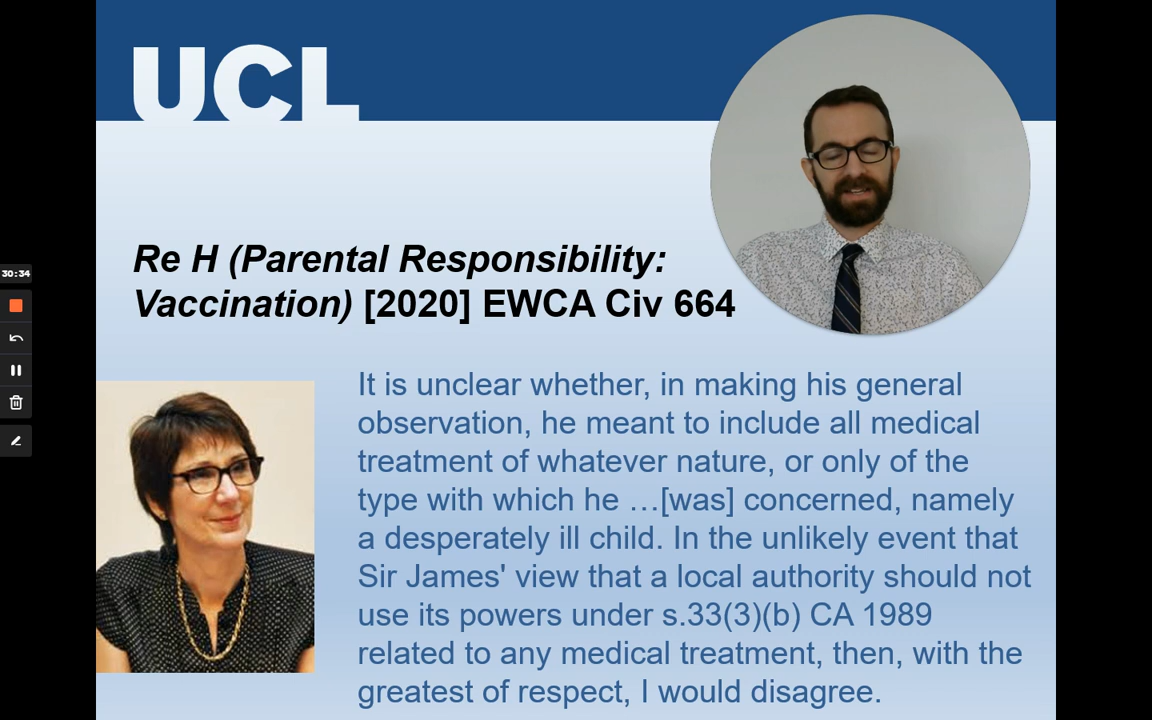 UCL
Re H (Parental Responsibility:
Vaccination) [2020] EWCA Civ 664
30:34
It is unclear whether, in making his general
observation, he meant to include all medical
treatment of whatever nature, or only of the
type with which he …[was] concerned, namely
a desperately ill child. In the unlikely event that
Sir James' view that a local authority should not
use its powers under s.33(3)(b) CA 1989
related to any medical treatment, then, with the
greatest of respect, I would disagree.